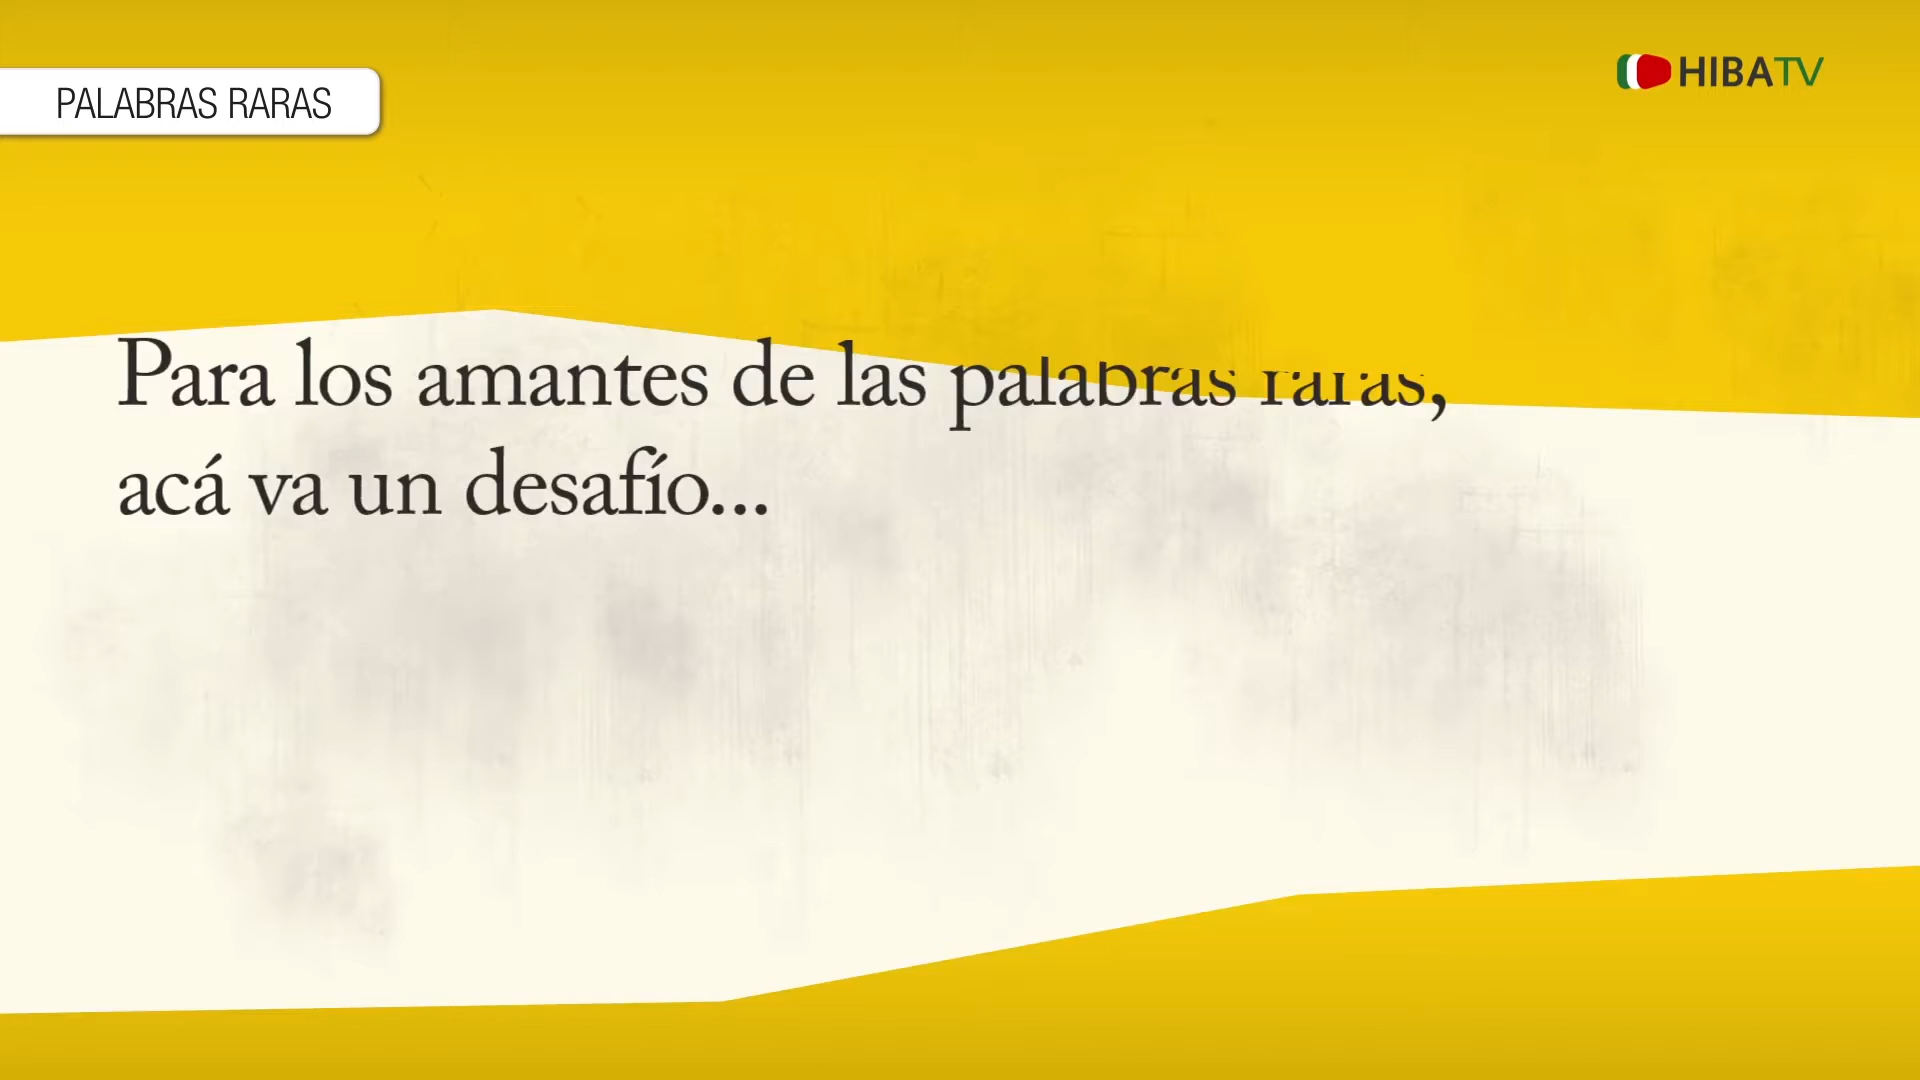 PALABRAS RARAS
HIBATV
Para los amantes de las palabras raras,
acá va un desafío...